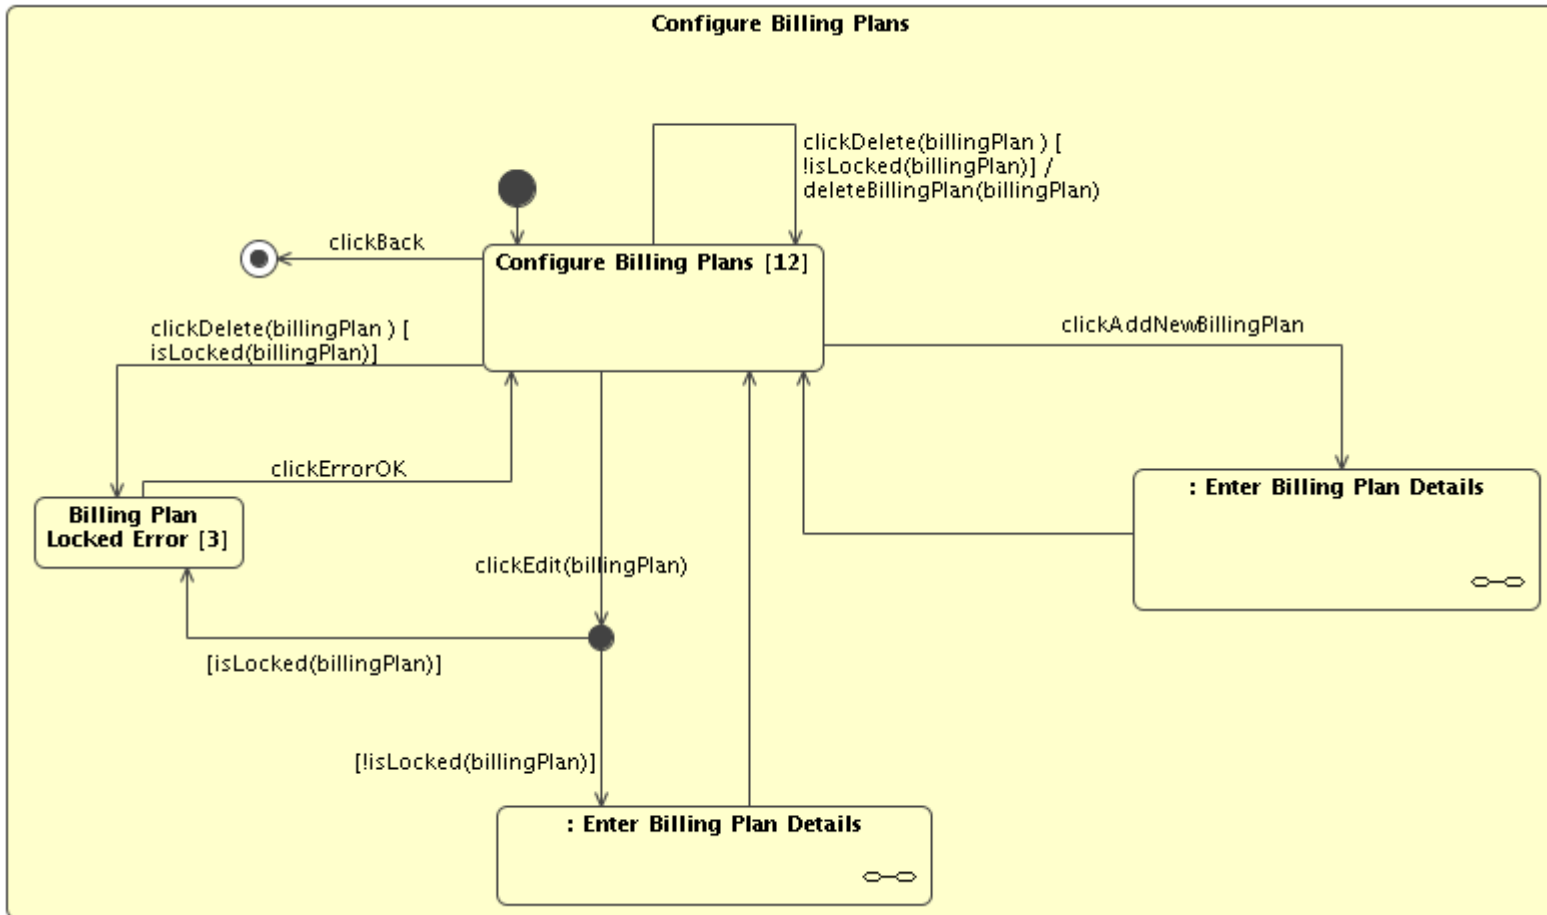 Configure Billing Plans
clickDelete(billingPlan ) [
!isLocked(billingPlan)] /
deleteBillingPlan(billingPlan)
clickBack
Configure Billing Plans [12]
clickDelete(billingPlan ) [
isLocked(billingPlan)]
clickAddNewBillingPlan
clickErrorOK
: Enter Billing Plan Details
Billing Plan
Locked Error [3]
clickEdit(billingPlan)
[isLocked(billingPlan)]
[!isLocked(billingPlan)]
: Enter Billing Plan Details